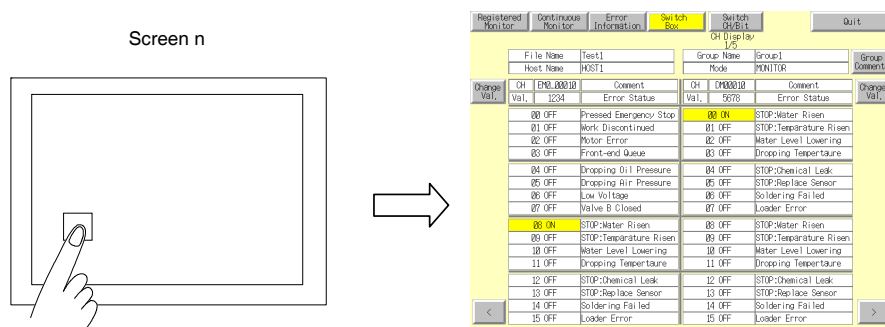 Screen n
Registered Monitor Continuous Monitor Error Information Switch Box Switch CH/Bit Quit
CH Display
1/5
File Name Test1 Group Name Group1 Group Comment
Host Name HOST1 Mode MONITOR
Change Val. CH EM0_00010 Comment CH DM00010 Comment Change Val.
Val. 1234 Error Status Val. 5678 Error Status
00 OFF Pressed Emergency Stop 00 ON STOP:Water Risen
01 OFF Work Discontinued 01 OFF STOP:Temparature Risen
02 OFF Motor Error 02 OFF Water Level Lowering
03 OFF Front-end Queue 03 OFF Dropping Tempertaure
04 OFF Dropping Oil Pressure 04 OFF STOP:Chemical Leak
05 OFF Dropping Air Pressure 05 OFF STOP:Replace Sensor
06 OFF Low Voltage 06 OFF Soldering Failed
07 OFF Valve B Closed 07 OFF Loader Error
08 ON STOP:Water Risen 08 OFF STOP:Water Risen
09 OFF STOP:Temparature Risen 09 OFF STOP:Temparature Risen
10 OFF Water Level Lowering 10 OFF Water Level Lowering
11 OFF Dropping Tempertaure 11 OFF Dropping Tempertaure
12 OFF STOP:Chemical Leak 12 OFF STOP:Chemical Leak
13 OFF STOP:Replace Sensor 13 OFF STOP:Replace Sensor
14 OFF Soldering Failed 14 OFF Soldering Failed
< 15 OFF Loader Error 15 OFF Loader Error >